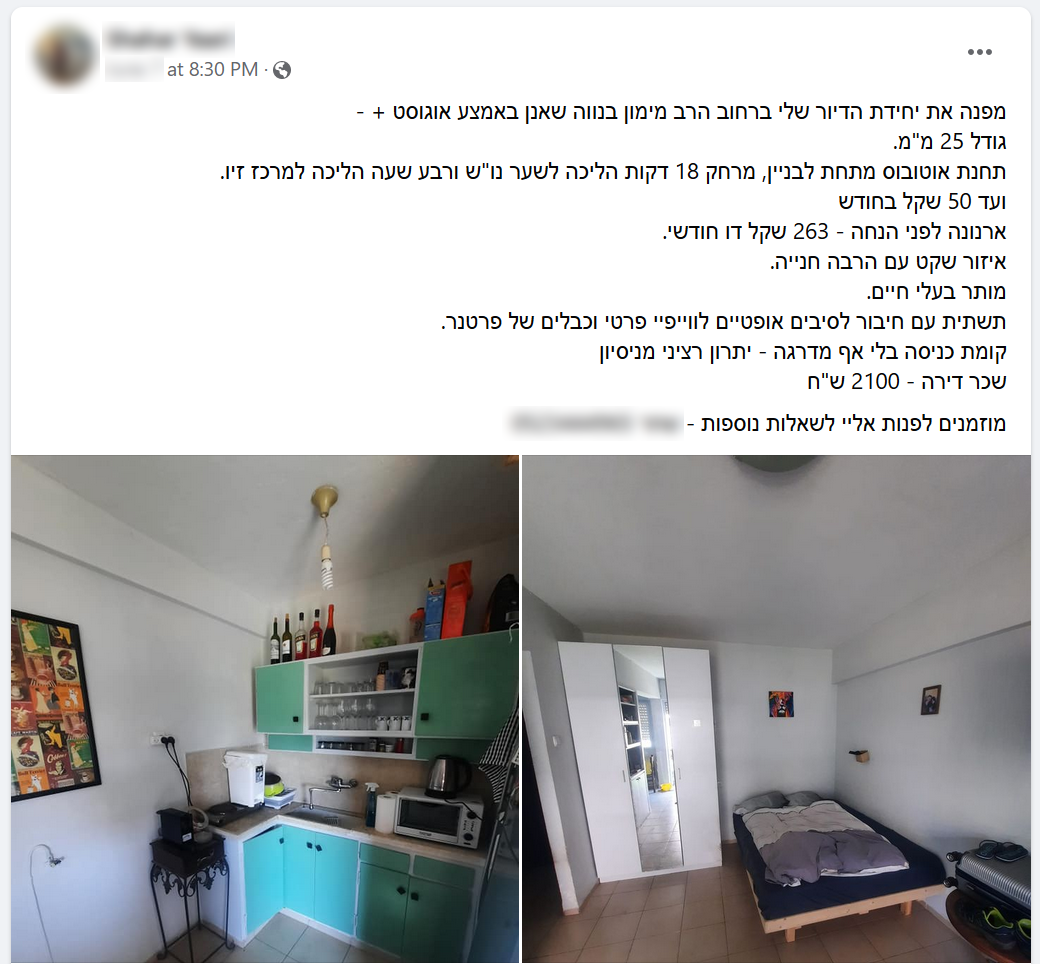 at 8:30 PM ·
מפנה את יחידת הדיור שלי ברחוב הרב מימון בנווה שאנן באמצע אוגוסט + -
גודל 25 מ"מ.
תחנת אוטובוס מתחת לבניין, מרחק 18 דקות הליכה לשער נו"ש ורבע שעה הליכה למרכז זיו.
ועד 50 שקל בחודש
ארנונה לפני הנחה - 263 שקל דו חודשי.
איזור שקט עם הרבה חנייה.
מותר בעלי חיים.
תשתית עם חיבור לסיבים אופטיים לווייפיי פרטי וכבלים של פרטנר.
קומת כניסה בלי אף מדרגה - יתרון רציני מניסיון
שכר דירה - 2100 ש"ח
מוזמנים לפנות אליי לשאלות נוספות -